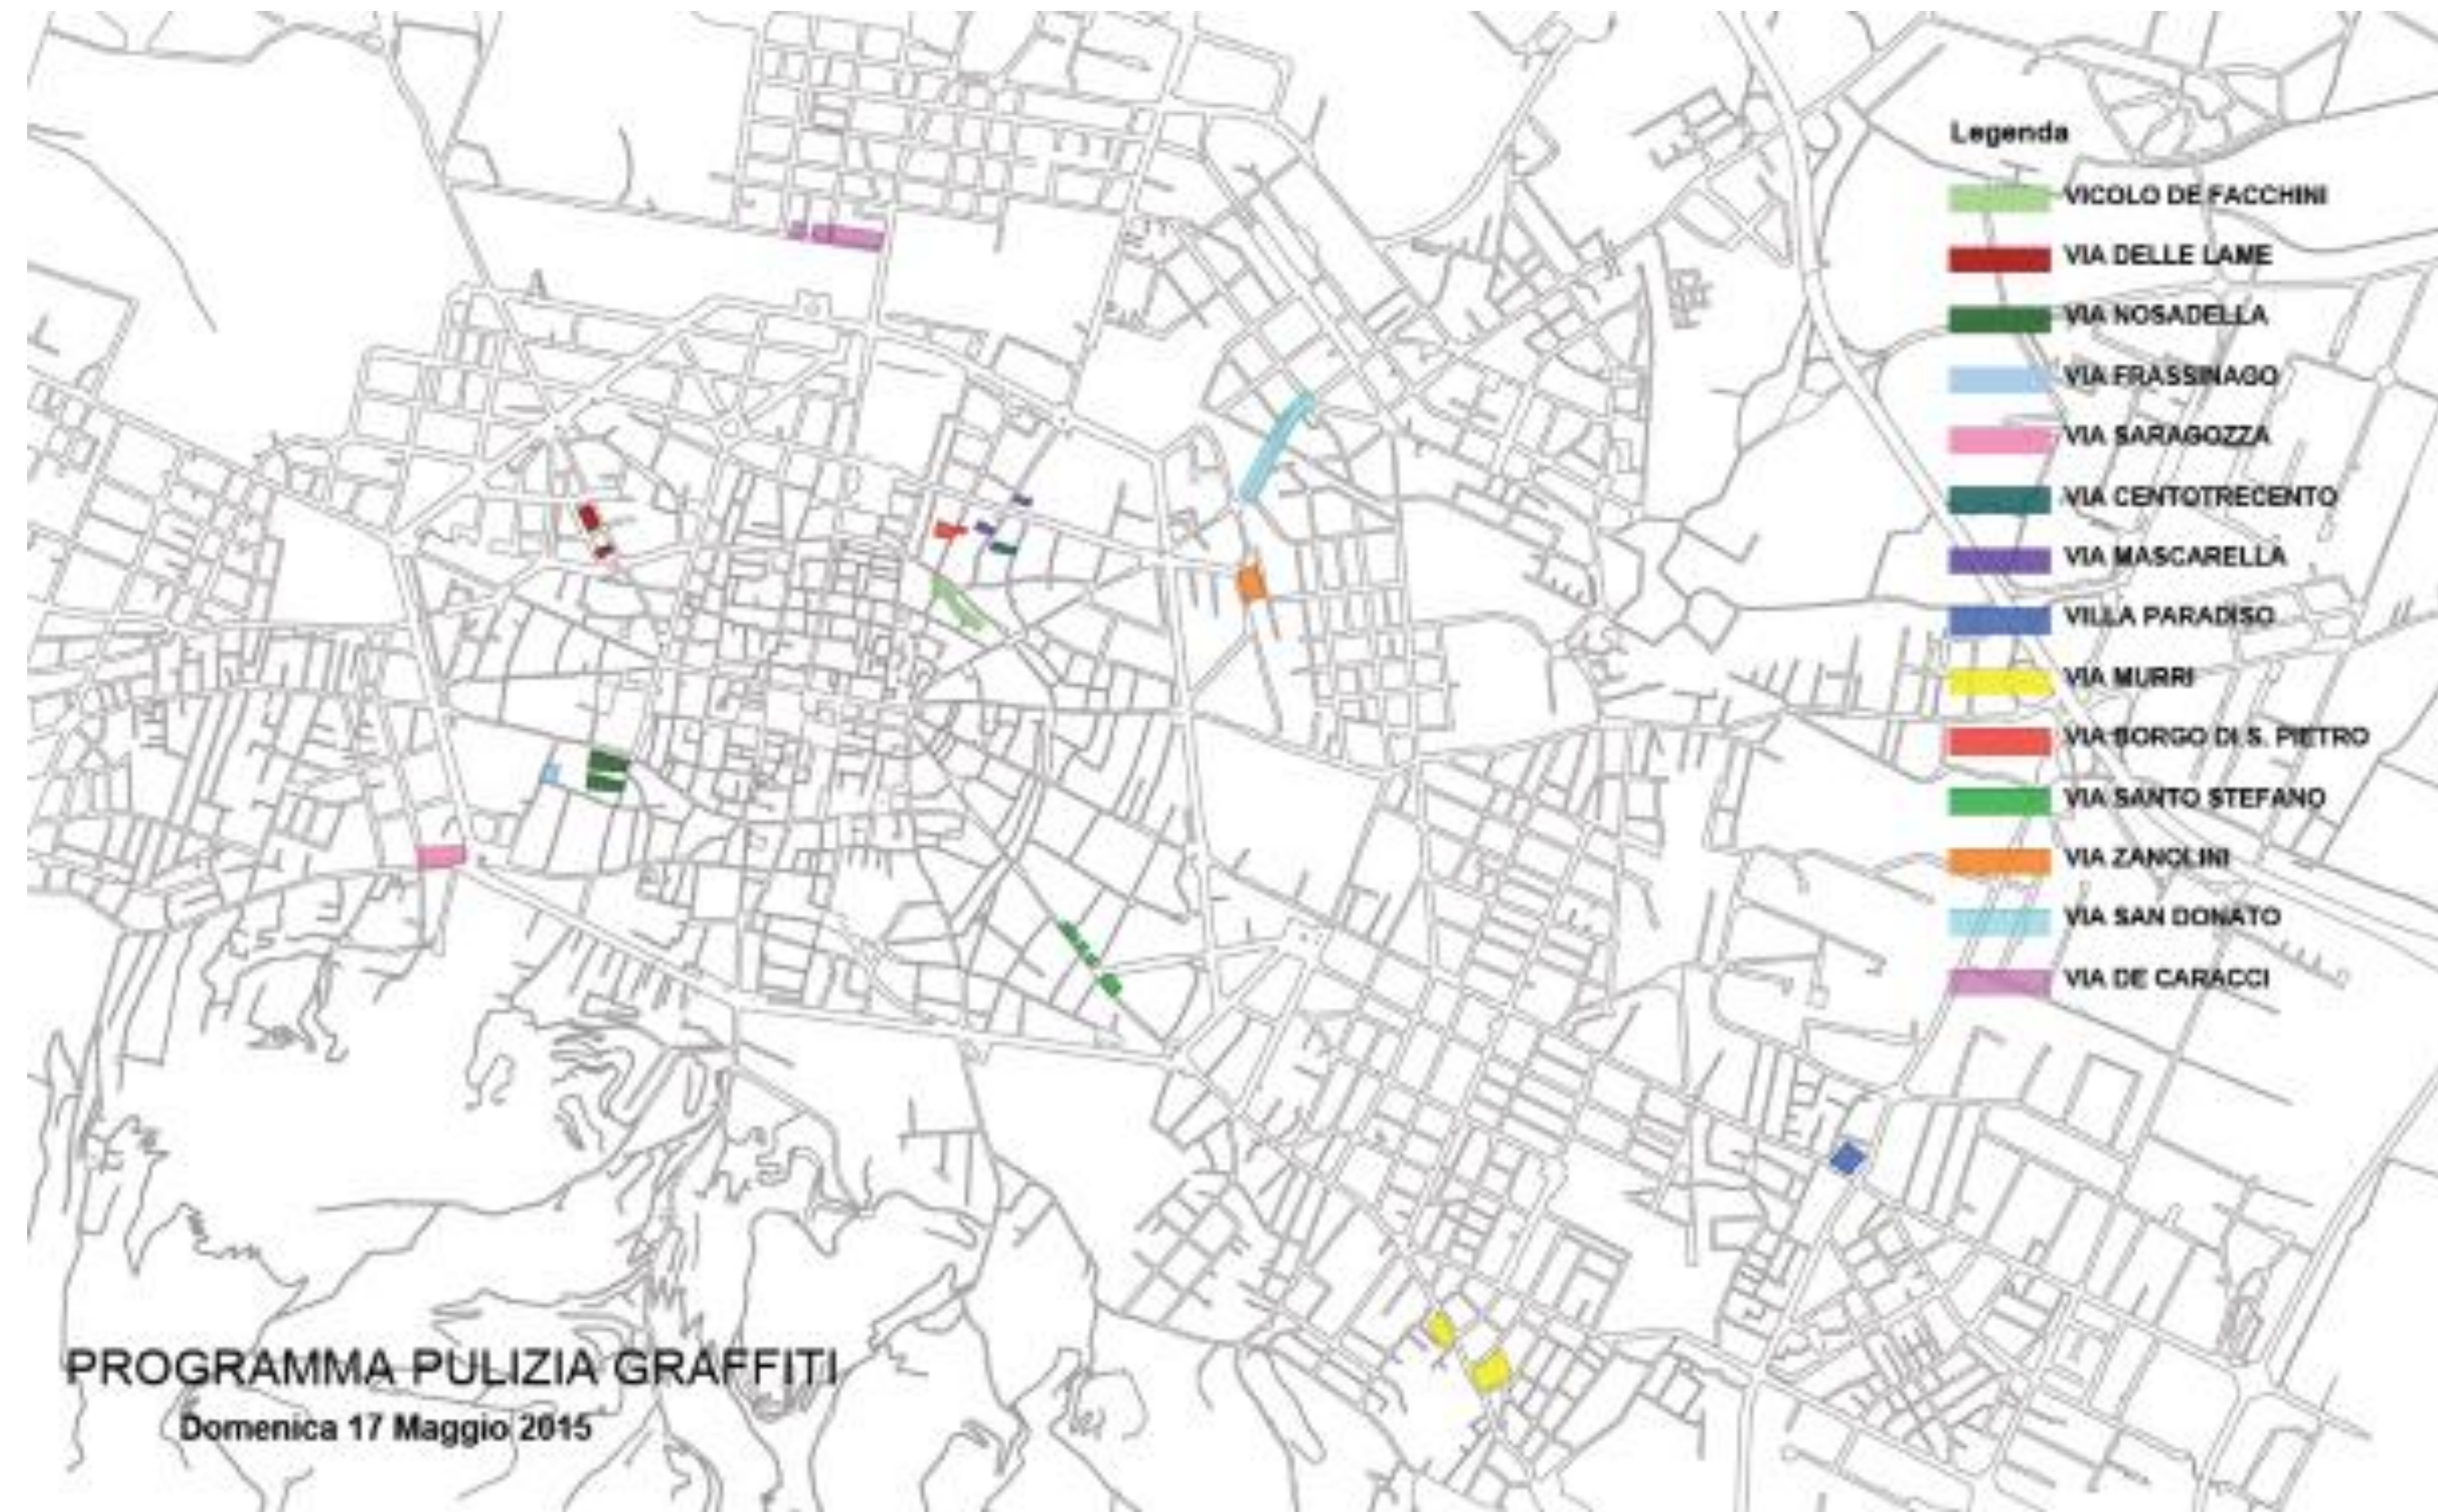 Legenda
VICOLO DE FACCHINI
VIA DELLE LAME
VIA NOSADELLA
VIA FRASSINAGO
VIA SARAGOZZA
VIA CENTOTRECENTO
VIA MASCARELLA
VILLA PARADISO
VIA MURRI
VIA BORGO DI S. PIETRO
VIA SANTO STEFANO
VIA ZANOLINI
VIA SAN DONATO
VIA DE CARACCI
PROGRAMMA PULIZIA GRAFFITI
Domenica 17 Maggio 2015